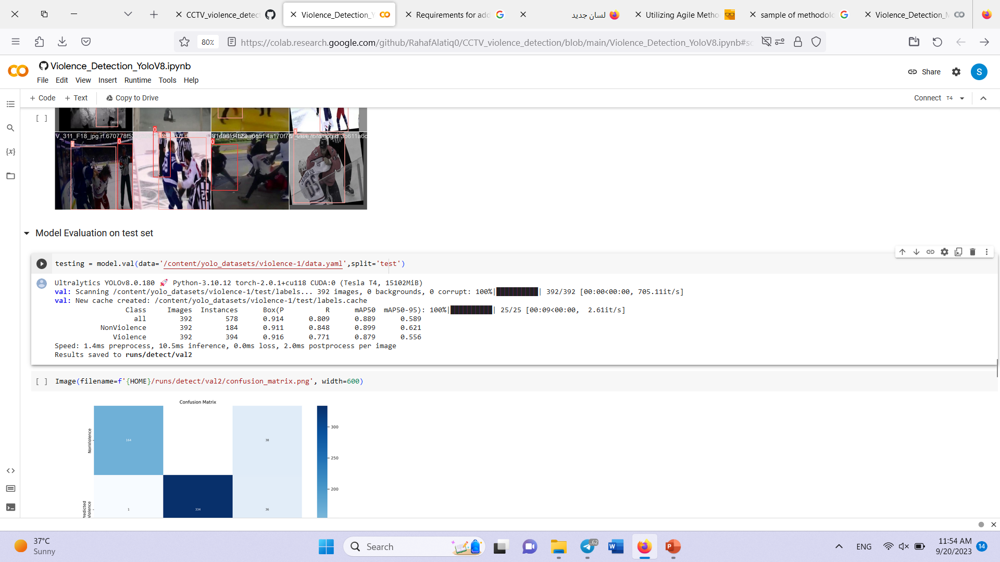 CCTV_violence_detect
Violence_Detection_Y
Requirements for add
لسان جديد
Utilizing Agile Metho
sample of methodolo
Violence_Detection_M
80%
https://colab.research.google.com/github/RahafAlatiq0/CCTV_violence_detection/blob/main/Violence_Detection_YoloV8.ipynb#sc
Violence_Detection_YoloV8.ipynb
File Edit View Insert Runtime Tools Help
Share
S
+ Code + Text Copy to Drive
Connect T4
[ ]
V_311_F18_jpg.rf.670778f53
0
0
1
0
1
Model Evaluation on test set
testing = model.val(data='/content/yolo_datasets/violence-1/data.yaml',split='test')
Ultralytics YOLOv8.0.180 🚀 Python-3.10.12 torch-2.0.1+cu118 CUDA:0 (Tesla T4, 15102MiB)
val: Scanning /content/yolo_datasets/violence-1/test/labels... 392 images, 0 backgrounds, 0 corrupt: 100%|██████████| 392/392 [00:00<00:00, 705.11it/s]
val: New cache created: /content/yolo_datasets/violence-1/test/labels.cache
Class Images Instances Box(P R mAP50 mAP50-95): 100%|██████████| 25/25 [00:09<00:00, 2.61it/s]
all 392 578 0.914 0.809 0.889 0.589
NonViolence 392 184 0.911 0.848 0.899 0.621
Violence 392 394 0.916 0.771 0.879 0.556
Speed: 1.4ms preprocess, 10.5ms inference, 0.0ms loss, 2.0ms postprocess per image
Results saved to runs/detect/val2
[ ] Image(filename=f'{HOME}/runs/detect/val2/confusion_matrix.png', width=600)
Confusion Matrix
NonViolence
164
38
300
250
200
Predicted
Violence
1
334
36
{x}
37°C
Sunny
Search
.62
ENG
11:54 AM
9/20/2023
14